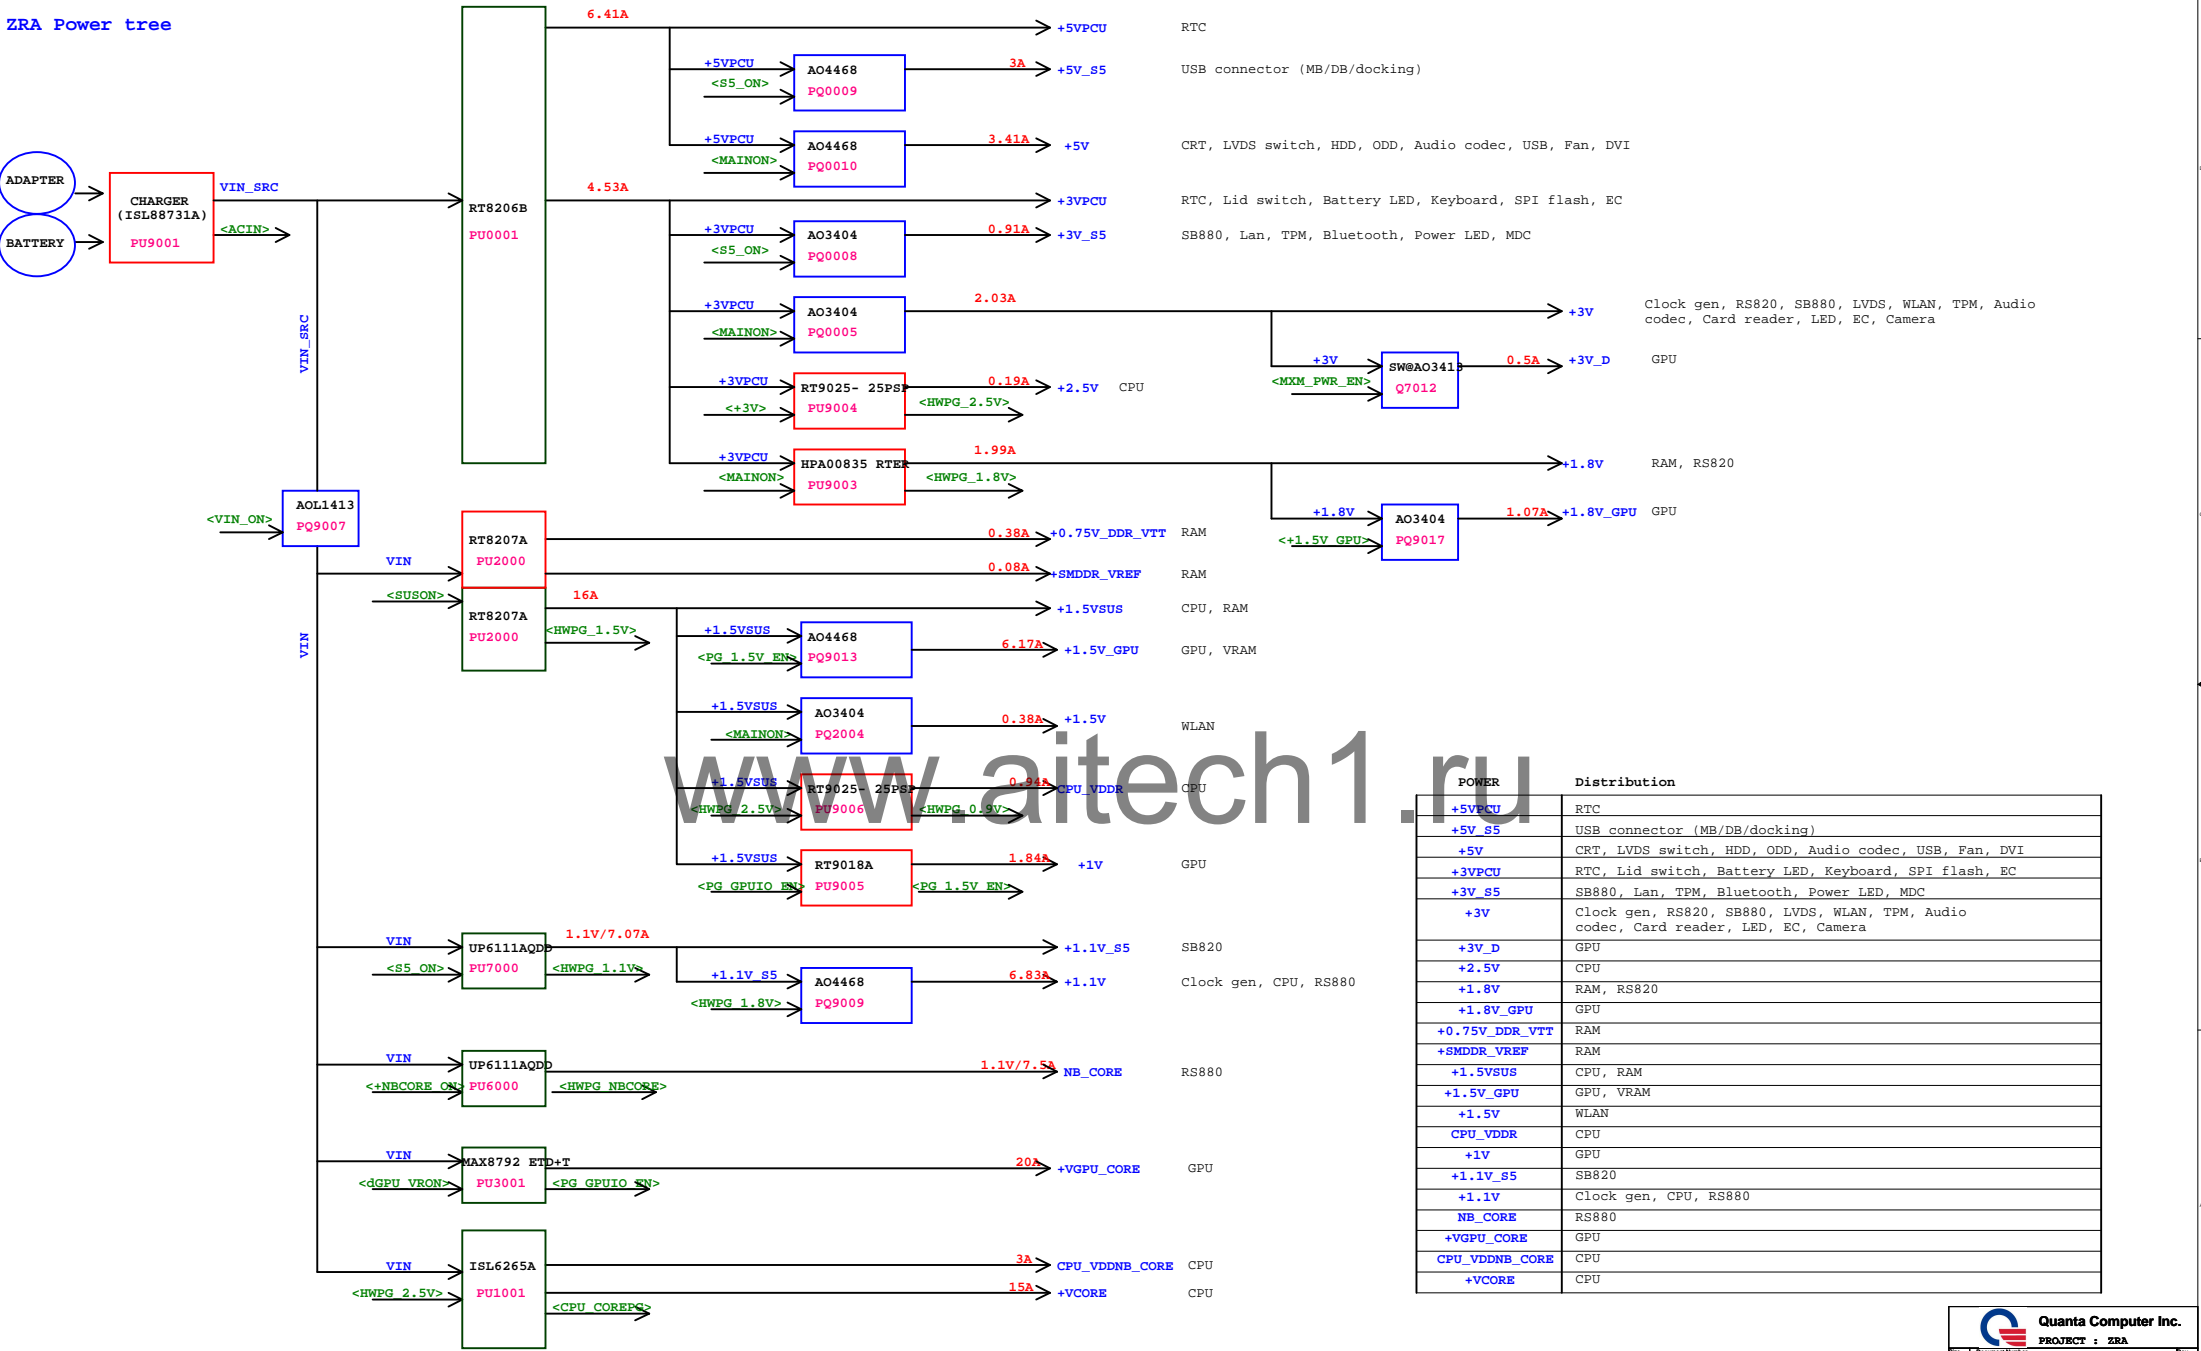 ZRA Power tree
6.41A
+5VPCU
RTC
+5VPCU
<S5_ON>
AO4468
PQ0009
3A
+5V_S5
USB connector (MB/DB/docking)
+5VPCU
<MAINON>
AO4468
PQ0010
3.41A
+5V
CRT, LVDS switch, HDD, ODD, Audio codec, USB, Fan, DVI
ADAPTER
BATTERY
CHARGER
(ISL88731A)
PU9001
VIN_SRC
<ACIN>
RT8206B
PU0001
4.53A
+3VPCU
RTC, Lid switch, Battery LED, Keyboard, SPI flash, EC
+3VPCU
<S5_ON>
AO3404
PQ0008
0.91A
+3V_S5
SB880, Lan, TPM, Bluetooth, Power LED, MDC
VIN_SRC
+3VPCU
<MAINON>
AO3404
PQ0005
2.03A
+3V
Clock gen, RS820, SB880, LVDS, WLAN, TPM, Audio
codec, Card reader, LED, EC, Camera
+3V
<MXM_PWR_EN>
SW@AO3413
Q7012
0.5A
+3V_D
GPU
+3VPCU
<+3V>
RT9025- 25PSP
PU9004
0.19A
<HWPG_2.5V>
+2.5V
CPU
+3VPCU
<MAINON>
HPA00835 RTER
PU9003
1.99A
<HWPG_1.8V>
+1.8V
RAM, RS820
+1.8V
<+1.5V_GPU>
AO3404
PQ9017
1.07A
+1.8V_GPU
GPU
<VIN_ON>
AOL1413
PQ9007
VIN
VIN
RT8207A
PU2000
0.38A
+0.75V_DDR_VTT
RAM
0.08A
+SMDDR_VREF
RAM
<SUSON>
RT8207A
PU2000
16A
<HWPG_1.5V>
+1.5VSUS
CPU, RAM
+1.5VSUS
<PG_1.5V_EN>
AO4468
PQ9013
6.17A
+1.5V_GPU
GPU, VRAM
+1.5VSUS
<MAINON>
AO3404
PQ2004
0.38A
+1.5V
WLAN
www.aitech1.ru
+1.5VSUS
<HWPG_2.5V>
RT9025- 25PSP
PU9006
0.94A
<HWPG_0.9V>
CPU_VDDR
CPU
+1.5VSUS
<PG_GPUIO_EN>
RT9018A
PU9005
1.84A
<PG_1.5V_EN>
+1V
GPU
VIN
<S5_ON>
UP6111AQDD
PU7000
1.1V/7.07A
<HWPG_1.1V>
+1.1V_S5
SB820
+1.1V_S5
<HWPG_1.8V>
AO4468
PQ9009
6.83A
+1.1V
Clock gen, CPU, RS880
VIN
<+NBCORE_ON>
UP6111AQDD
PU6000
<HWPG_NBCORE>
1.1V/7.5A
NB_CORE
RS880
VIN
<dGPU_VRON>
MAX8792 ETD+T
PU3001
<PG_GPUIO_EN>
20A
+VGPU_CORE
GPU
VIN
<HWPG_2.5V>
ISL6265A
PU1001
<CPU_COREPG>
3A
CPU_VDDNB_CORE
CPU
15A
+VCORE
CPU
POWER Distribution
+5VPCU RTC
+5V_S5 USB connector (MB/DB/docking)
+5V CRT, LVDS switch, HDD, ODD, Audio codec, USB, Fan, DVI
+3VPCU RTC, Lid switch, Battery LED, Keyboard, SPI flash, EC
+3V_S5 SB880, Lan, TPM, Bluetooth, Power LED, MDC
+3V Clock gen, RS820, SB880, LVDS, WLAN, TPM, Audio
codec, Card reader, LED, EC, Camera
+3V_D GPU
+2.5V CPU
+1.8V RAM, RS820
+1.8V_GPU GPU
+0.75V_DDR_VTT RAM
+SMDDR_VREF RAM
+1.5VSUS CPU, RAM
+1.5V_GPU GPU, VRAM
+1.5V WLAN
CPU_VDDR CPU
+1V GPU
+1.1V_S5 SB820
+1.1V Clock gen, CPU, RS880
NB_CORE RS880
+VGPU_CORE GPU
CPU_VDDNB_CORE CPU
+VCORE CPU
Quanta Computer Inc.
PROJECT : ZRA